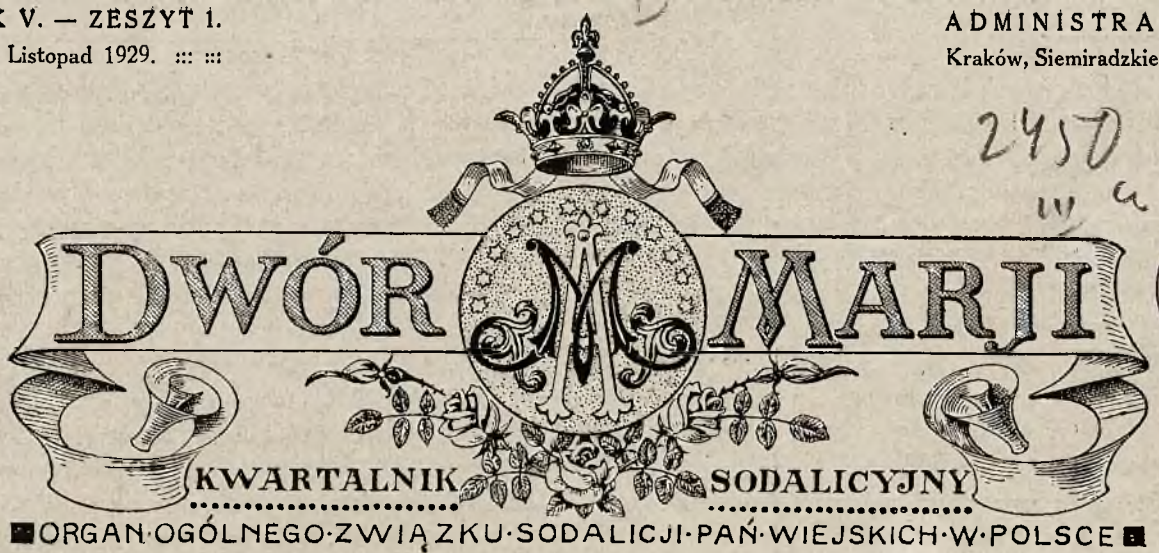 K V. — ZESZYT 1.
Listopad 1929. ::: :::
ADMINISTRA
Kraków, Siemiradzkie
2450
III a
DWÓR MARJI
KWARTALNIK SODALICYJNY
ORGAN·OGÓLNEGO·ZWIĄZKU·SODALICJI·PAŃ·WIEJSKICH·W·POLSCE